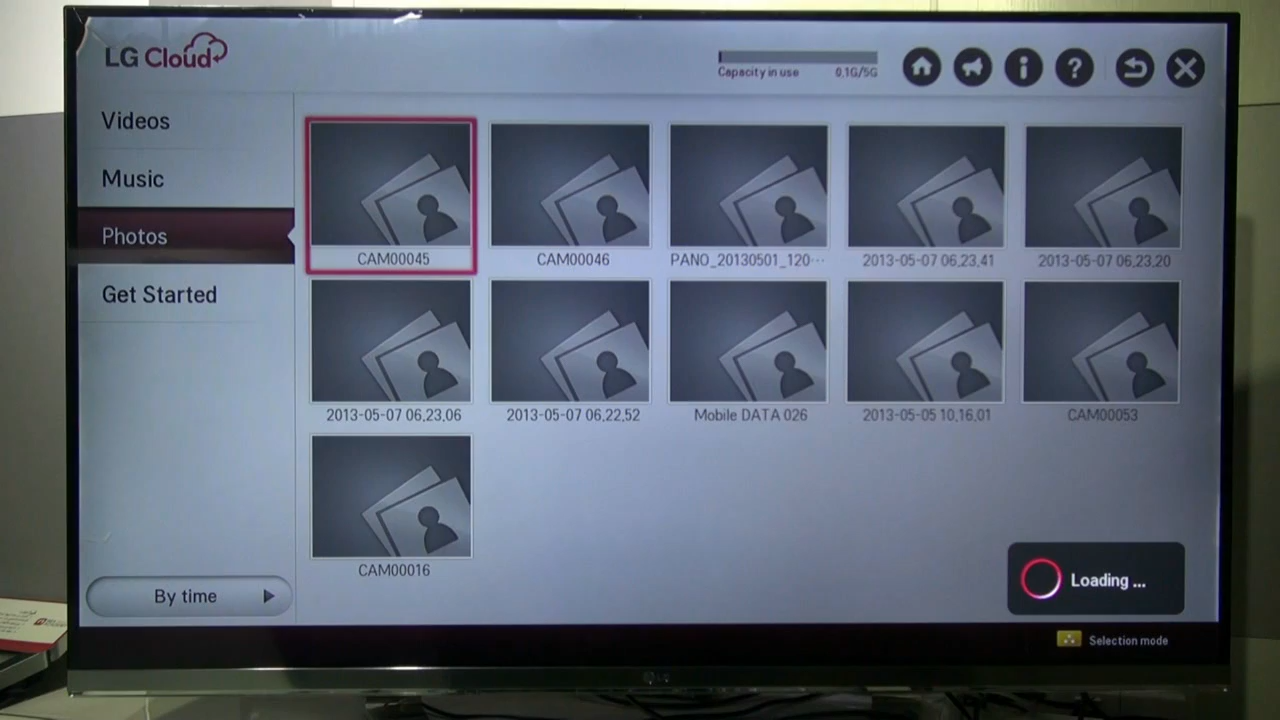 LG Cloud
Capacity in use 0.1G/5G
Videos
Music
Photos
Get Started
By time
CAM00045
CAM00046
PANO_20130501_120···
2013-05-07 06.23.41
2013-05-07 06.23.20
2013-05-07 06.23.06
2013-05-07 06.22.52
Mobile DATA 026
2013-05-05 10.16.01
CAM00053
CAM00016
Loading ...
Selection mode
LG